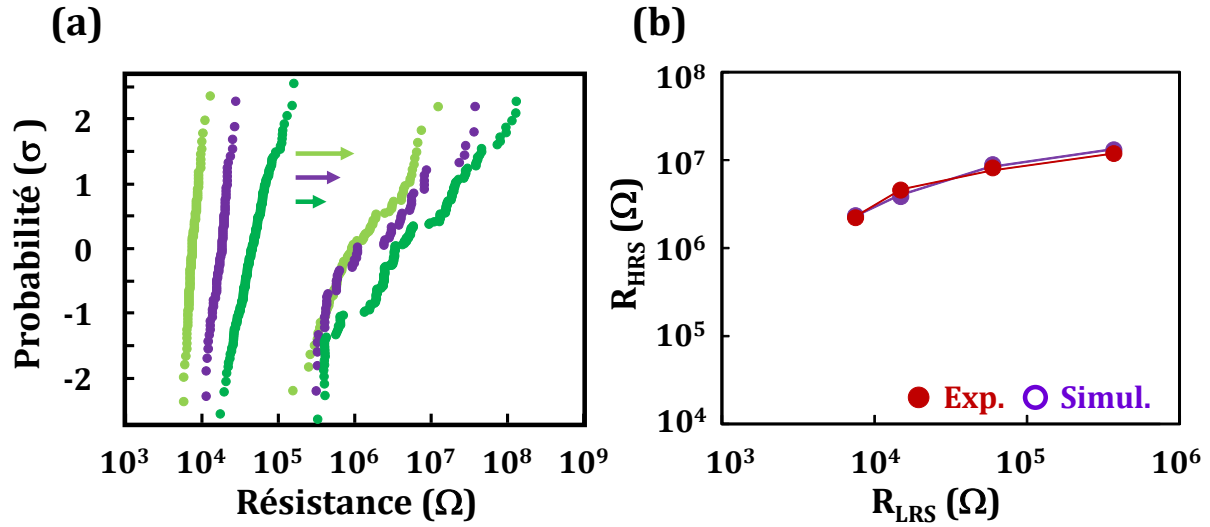 (a)
Probabilité (σ )
2
1
0
-1
-2
10³ 10⁴ 10⁵ 10⁶ 10⁷ 10⁸ 10⁹
Résistance (Ω)
(b)
R_HRS (Ω)
10⁸
10⁷
10⁶
10⁵
10⁴
Exp. Simul.
10³ 10⁴ 10⁵ 10⁶
R_LRS (Ω)